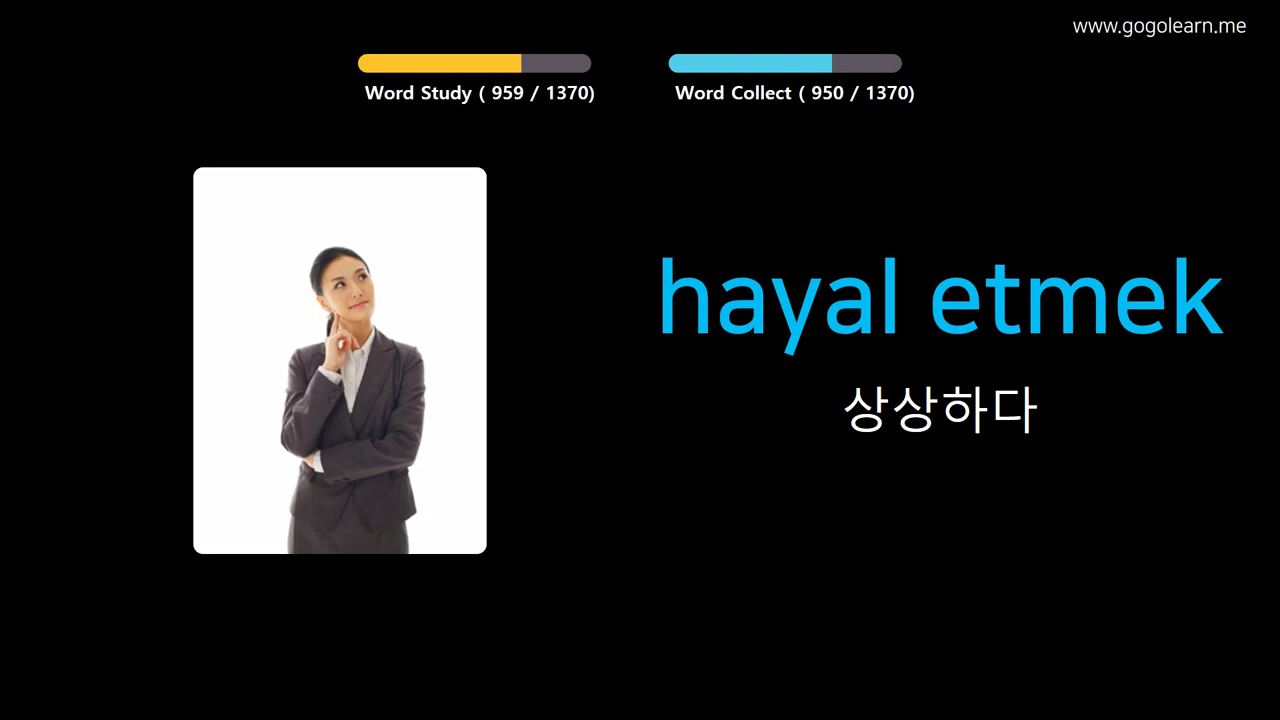 www.gogolearn.me
Word Study ( 959 / 1370)
Word Collect ( 950 / 1370)
hayal etmek
상상하다